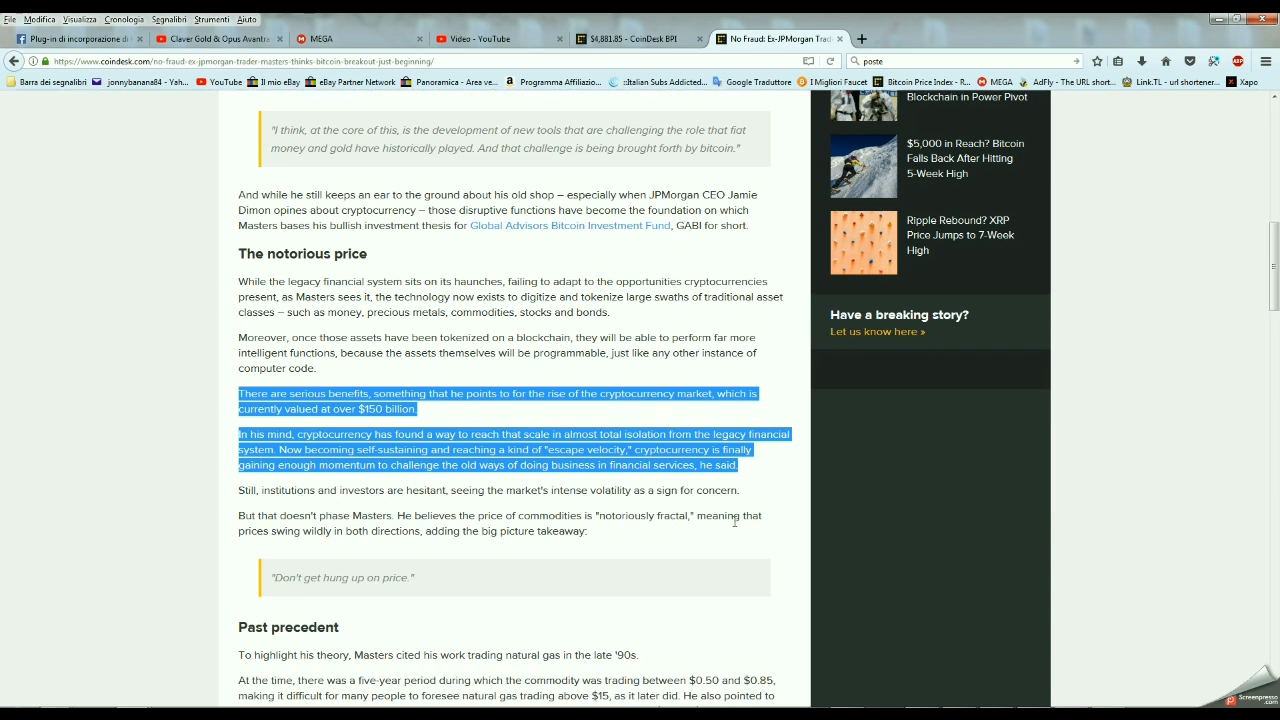 File Modifica Visualizza Cronologia Segnalibri Strumenti Aiuto
Plug-in di incorporazione di
Claver Gold & Opus Avantra
MEGA
Video - YouTube
$4,881.85 - CoinDesk BPI
No Fraud: Ex-JPMorgan Trad
https://www.coindesk.com/no-fraud-ex-jpmorgan-trader-masters-thinks-bitcoin-breakout-just-beginning/
poste
Barra dei segnalibri
jonnybanana84 - Yah...
YouTube
Il mio eBay
eBay Partner Network
Panoramica - Area ve...
Programma Affiliazio...
::Italian Subs Addicted...
Google Traduttore
I Migliori Faucet
Bitcoin Price Index - R...
MEGA
AdFly - The URL short...
Link.TL - url shortener...
Xapo
"I think, at the core of this, is the development of new tools that are challenging the role that fiat
money and gold have historically played. And that challenge is being brought forth by bitcoin."
And while he still keeps an ear to the ground about his old shop – especially when JPMorgan CEO Jamie
Dimon opines about cryptocurrency – those disruptive functions have become the foundation on which
Masters bases his bullish investment thesis for Global Advisors Bitcoin Investment Fund, GABI for short.
The notorious price
While the legacy financial system sits on its haunches, failing to adapt to the opportunities cryptocurrencies
present, as Masters sees it, the technology now exists to digitize and tokenize large swaths of traditional asset
classes – such as money, precious metals, commodities, stocks and bonds.
Moreover, once those assets have been tokenized on a blockchain, they will be able to perform far more
intelligent functions, because the assets themselves will be programmable, just like any other instance of
computer code.
There are serious benefits, something that he points to for the rise of the cryptocurrency market, which is
currently valued at over $150 billion.
In his mind, cryptocurrency has found a way to reach that scale in almost total isolation from the legacy financial
system. Now becoming self-sustaining and reaching a kind of "escape velocity," cryptocurrency is finally
gaining enough momentum to challenge the old ways of doing business in financial services, he said.
Still, institutions and investors are hesitant, seeing the market's intense volatility as a sign for concern.
But that doesn't phase Masters. He believes the price of commodities is "notoriously fractal," meaning that
prices swing wildly in both directions, adding the big picture takeaway:
"Don't get hung up on price."
Past precedent
To highlight his theory, Masters cited his work trading natural gas in the late '90s.
At the time, there was a five-year period during which the commodity was trading between $0.50 and $0.85,
making it difficult for many people to foresee natural gas trading above $15, as it later did. He also pointed to
Blockchain in Power Pivot
$5,000 in Reach? Bitcoin
Falls Back After Hitting
5-Week High
Ripple Rebound? XRP
Price Jumps to 7-Week
High
Have a breaking story?
Let us know here »
Screenpresso
.com